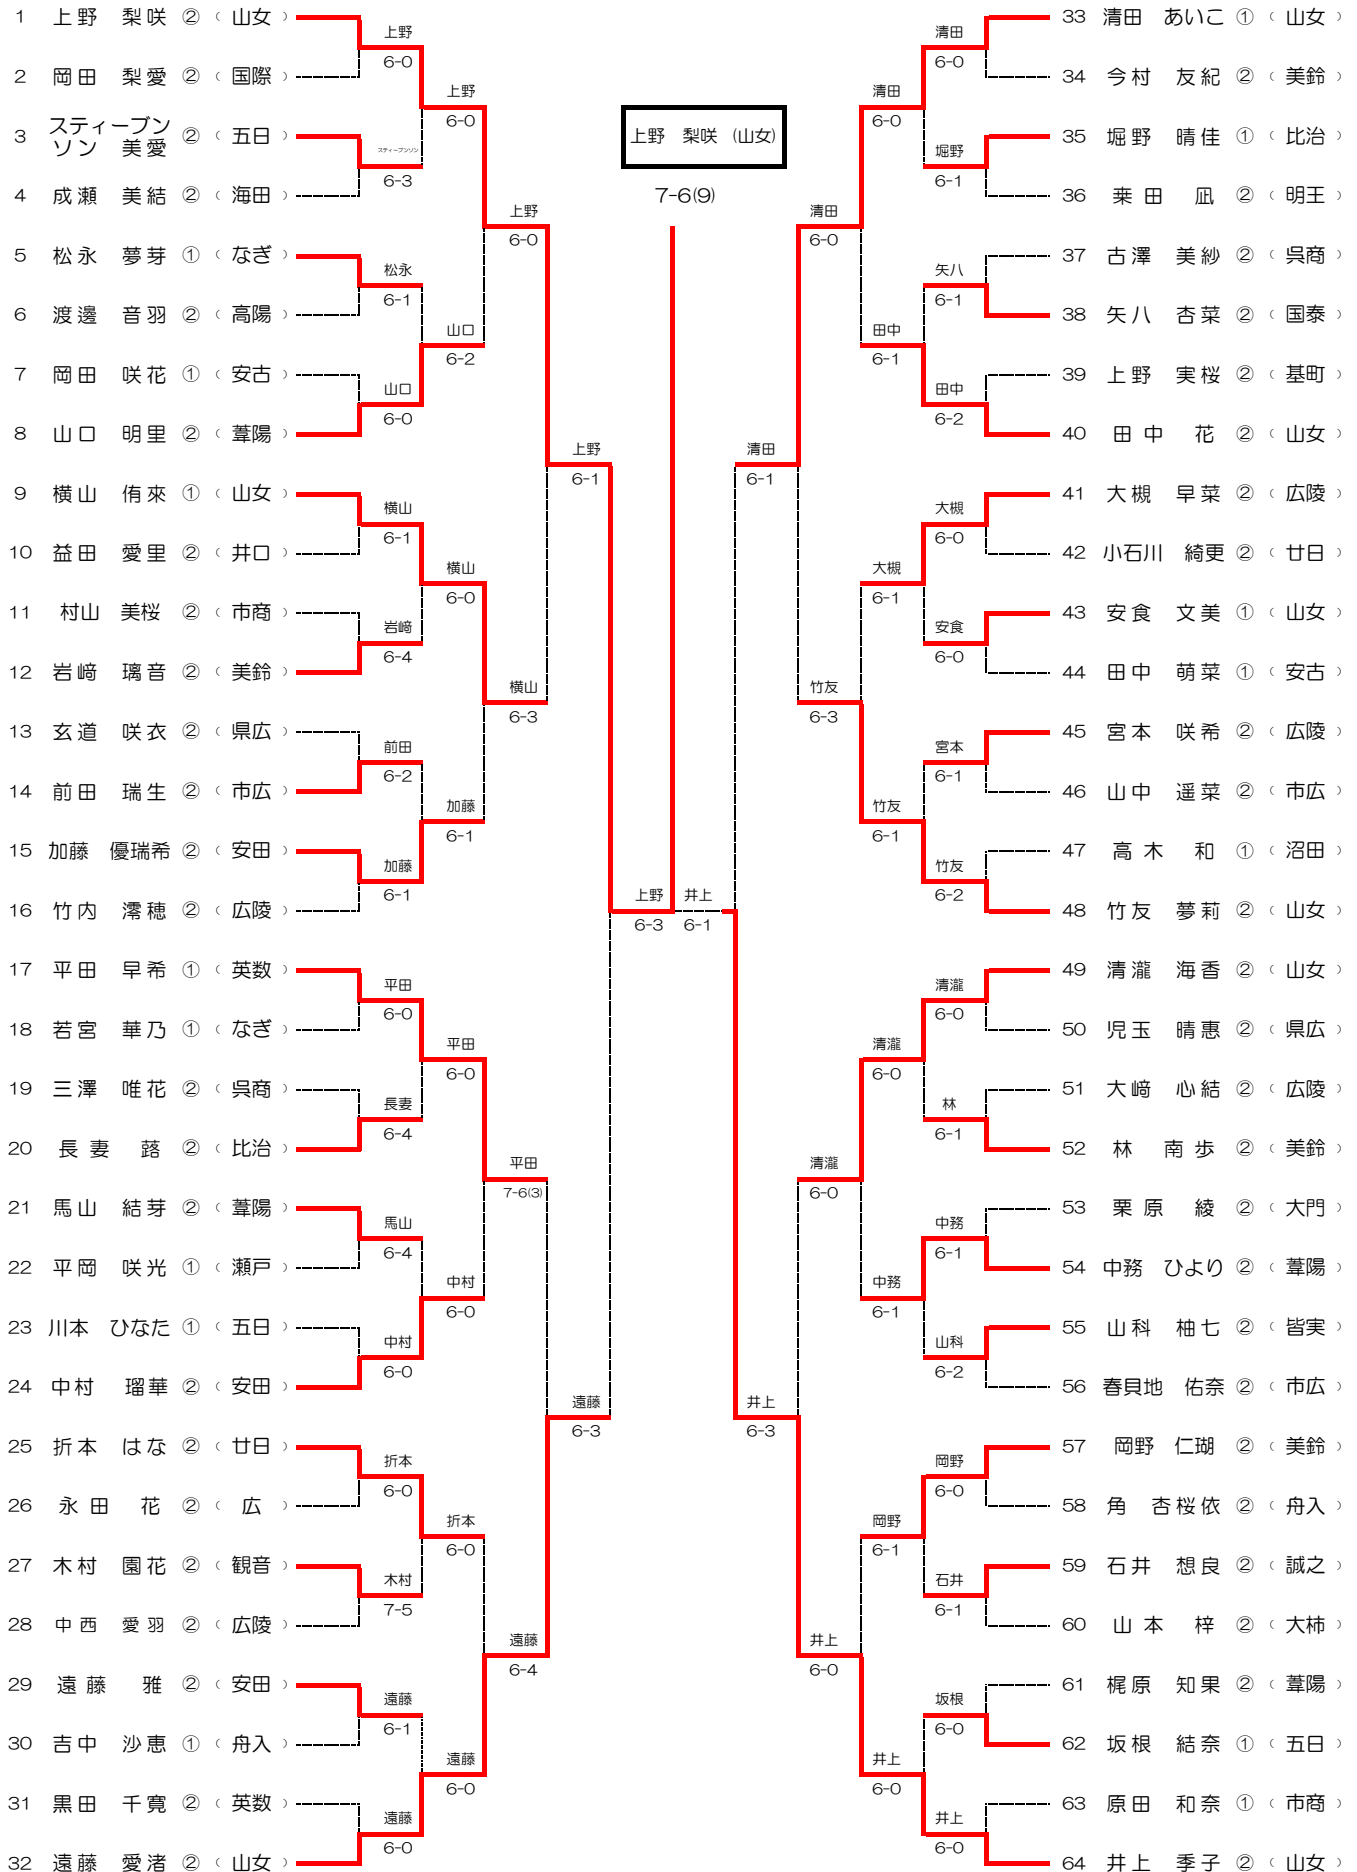 1 上野 梨咲 ② （ 山女 ）
2 岡田 梨愛 ② （ 国際 ）
3 スティーブンソン 美愛 ② （ 五日 ）
4 成瀬 美結 ② （ 海田 ）
5 松永 夢芽 ① （ なぎ ）
6 渡邊 音羽 ② （ 高陽 ）
7 岡田 咲花 ① （ 安古 ）
8 山口 明里 ② （ 葦陽 ）
9 横山 侑來 ① （ 山女 ）
10 益田 愛里 ② （ 井口 ）
11 村山 美桜 ② （ 市商 ）
12 岩﨑 璃音 ② （ 美鈴 ）
13 玄道 咲衣 ② （ 県広 ）
14 前田 瑞生 ② （ 市広 ）
15 加藤 優瑞希 ② （ 安田 ）
16 竹内 澪穂 ② （ 広陵 ）
17 平田 早希 ① （ 英数 ）
18 若宮 華乃 ① （ なぎ ）
19 三澤 唯花 ② （ 呉商 ）
20 長妻 蕗 ② （ 比治 ）
21 馬山 結芽 ② （ 葦陽 ）
22 平岡 咲光 ① （ 瀬戸 ）
23 川本 ひなた ① （ 五日 ）
24 中村 瑠華 ② （ 安田 ）
25 折本 はな ② （ 廿日 ）
26 永田 花 ② （ 広 ）
27 木村 園花 ② （ 観音 ）
28 中西 愛羽 ② （ 広陵 ）
29 遠藤 雅 ② （ 安田 ）
30 吉中 沙恵 ① （ 舟入 ）
31 黒田 千寛 ② （ 英数 ）
32 遠藤 愛渚 ② （ 山女 ）
上野
6-0
スティーブンソン
6-3
松永
6-1
山口
6-0
横山
6-1
岩﨑
6-4
前田
6-2
加藤
6-1
平田
6-0
長妻
6-4
馬山
6-4
中村
6-0
折本
6-0
木村
7-5
遠藤
6-1
遠藤
6-0
上野
6-0
山口
6-2
横山
6-0
加藤
6-1
平田
6-0
中村
6-0
折本
6-0
遠藤
6-0
上野
6-0
横山
6-3
平田
7-6(3)
遠藤
6-4
上野
6-1
遠藤
6-3
上野
6-3
上野 梨咲 （山女）
7-6(9)
井上
6-1
清田
6-1
井上
6-3
清田
6-0
竹友
6-3
清瀧
6-0
井上
6-0
清田
6-0
田中
6-1
大槻
6-1
竹友
6-1
清瀧
6-0
中務
6-1
岡野
6-1
井上
6-0
清田
6-0
堀野
6-1
矢八
6-1
田中
6-2
大槻
6-0
安食
6-0
宮本
6-1
竹友
6-2
清瀧
6-0
林
6-1
中務
6-1
山科
6-2
岡野
6-0
石井
6-1
坂根
6-0
井上
6-0
33 清田 あいこ ① （ 山女 ）
34 今村 友紀 ② （ 美鈴 ）
35 堀野 晴佳 ① （ 比治 ）
36 田 凪 ② （ 明王 ）
37 古澤 美紗 ② （ 呉商 ）
38 矢八 杏菜 ② （ 国泰 ）
39 上野 実桜 ② （ 基町 ）
40 田中 花 ② （ 山女 ）
41 大槻 早菜 ② （ 広陵 ）
42 小石川 綺更 ② （ 廿日 ）
43 安食 文美 ① （ 山女 ）
44 田中 萌菜 ① （ 安古 ）
45 宮本 咲希 ② （ 広陵 ）
46 山中 遥菜 ② （ 市広 ）
47 高木 和 ① （ 沼田 ）
48 竹友 夢莉 ② （ 山女 ）
49 清瀧 海香 ② （ 山女 ）
50 児玉 晴恵 ② （ 県広 ）
51 大﨑 心結 ② （ 広陵 ）
52 林 南歩 ② （ 美鈴 ）
53 栗原 綾 ② （ 大門 ）
54 中務 ひより ② （ 葦陽 ）
55 山科 柚七 ② （ 皆実 ）
56 春貝地 佑奈 ② （ 市広 ）
57 岡野 仁瑚 ② （ 美鈴 ）
58 角 杏桜依 ② （ 舟入 ）
59 石井 想良 ② （ 誠之 ）
60 山本 梓 ② （ 大柿 ）
61 梶原 知果 ② （ 葦陽 ）
62 坂根 結奈 ① （ 五日 ）
63 原田 和奈 ① （ 市商 ）
64 井上 季子 ② （ 山女 ）